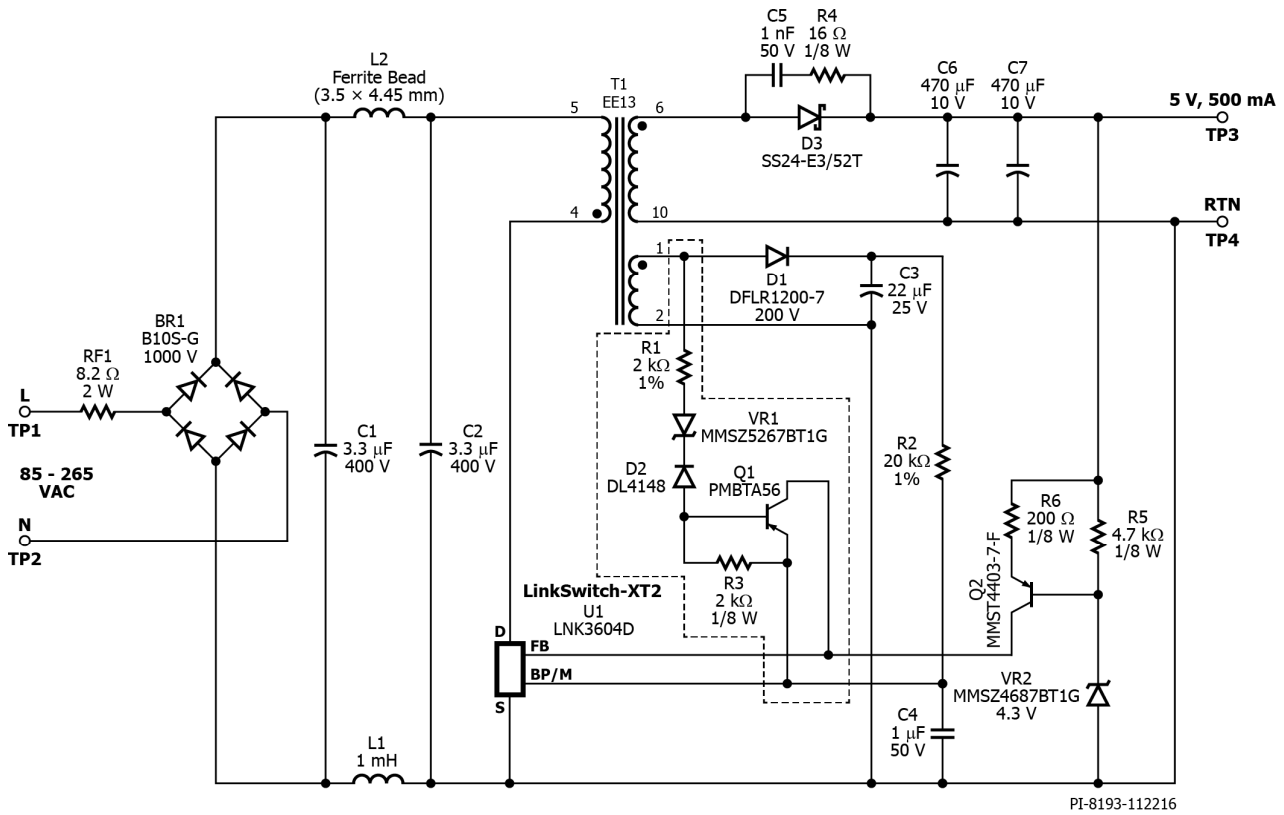 L2
Ferrite Bead
(3.5 × 4.45 mm)
T1
EE13
5
4
6
10
1
2
C5
1 nF
50 V
R4
16 Ω
1/8 W
D3
SS24-E3/52T
C6
470 µF
10 V
C7
470 µF
10 V
5 V, 500 mA
TP3
RTN
TP4
D1
DFLR1200-7
200 V
C3
22 µF
25 V
BR1
B10S-G
1000 V
RF1
8.2 Ω
2 W
L
TP1
85 - 265
VAC
N
TP2
C1
3.3 µF
400 V
C2
3.3 µF
400 V
R1
2 kΩ
1%
VR1
MMSZ5267BT1G
D2
DL4148
Q1
PMBTA56
R2
20 kΩ
1%
R3
2 kΩ
1/8 W
R6
200 Ω
1/8 W
R5
4.7 kΩ
1/8 W
Q2
MMST4403-7-F
LinkSwitch-XT2
U1
LNK3604D
D
FB
BP/M
S
VR2
MMSZ4687BT1G
4.3 V
C4
1 µF
50 V
L1
1 mH
PI-8193-112216